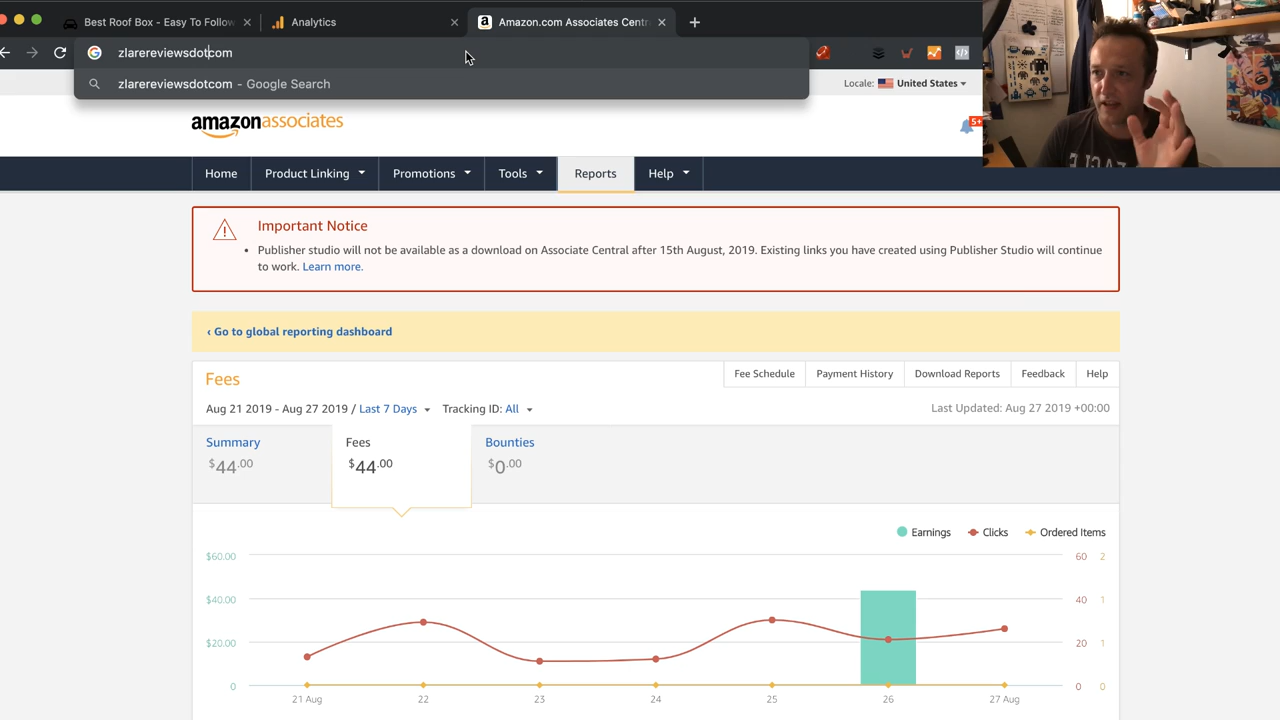 Best Roof Box - Easy To Follow
Analytics
Amazon.com Associates Centr
zlarereviewsdotcom
zlarereviewsdotcom - Google Search
Locale: United States
amazonassociates
5+
Home
Product Linking
Promotions
Tools
Reports
Help
Important Notice
• Publisher studio will not be available as a download on Associate Central after 15th August, 2019. Existing links you have created using Publisher Studio will continue
to work. Learn more.
‹ Go to global reporting dashboard
Fees
Fee Schedule
Payment History
Download Reports
Feedback
Help
Aug 21 2019 - Aug 27 2019 / Last 7 Days
Tracking ID: All
Last Updated: Aug 27 2019 +00:00
Summary
$44.00
Fees
$44.00
Bounties
$0.00
Earnings
Clicks
Ordered Items
$60.00
60 2
$40.00
40 1
$20.00
20 1
0
0 0
21 Aug 22 23 24 25 26 27 Aug